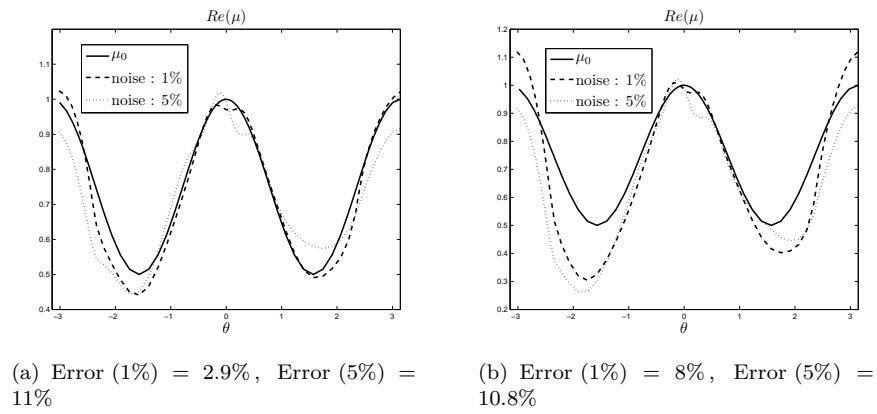 Re(μ)
μ₀
noise : 1%
noise : 5%
1.1
1
0.9
0.8
0.7
0.6
0.5
0.4
−3
−2
−1
0
1
2
3
θ
(a) Error (1%) = 2.9% , Error (5%) =
11%
Re(μ)
μ₀
noise : 1%
noise : 5%
1.2
1.1
1
0.9
0.8
0.7
0.6
0.5
0.4
0.3
0.2
−3
−2
−1
0
1
2
3
θ
(b) Error (1%) = 8% , Error (5%) =
10.8%